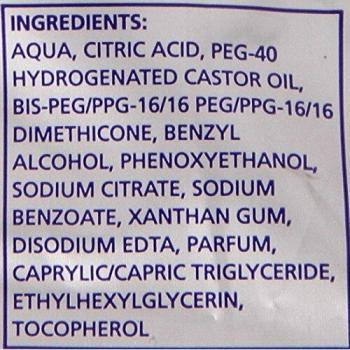 INGREDIENTS:
AQUA, CITRIC ACID, PEG-40
HYDROGENATED CASTOR OIL,
BIS-PEG/PPG-16/16 PEG/PPG-16/16
DIMETHICONE, BENZYL
ALCOHOL, PHENOXYETHANOL,
SODIUM CITRATE, SODIUM
BENZOATE, XANTHAN GUM,
DISODIUM EDTA, PARFUM,
CAPRYLIC/CAPRIC TRIGLYCERIDE,
ETHYLHEXYLGLYCERIN,
TOCOPHEROL